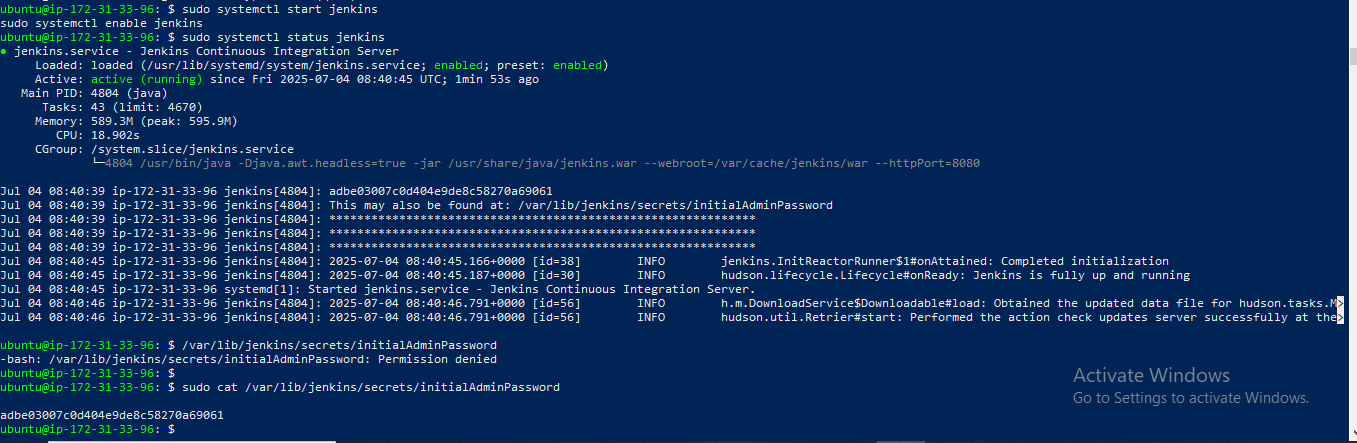 ubuntu@ip-172-31-33-96:~$ sudo systemctl start jenkins
sudo systemctl enable jenkins
ubuntu@ip-172-31-33-96:~$ sudo systemctl status jenkins
● jenkins.service - Jenkins Continuous Integration Server
Loaded: loaded (/usr/lib/systemd/system/jenkins.service; enabled; preset: enabled)
Active: active (running) since Fri 2025-07-04 08:40:45 UTC; 1min 53s ago
Main PID: 4804 (java)
Tasks: 43 (limit: 4670)
Memory: 589.3M (peak: 595.9M)
CPU: 18.902s
CGroup: /system.slice/jenkins.service
└─4804 /usr/bin/java -Djava.awt.headless=true -jar /usr/share/java/jenkins.war --webroot=/var/cache/jenkins/war --httpPort=8080
Jul 04 08:40:39 ip-172-31-33-96 jenkins[4804]: adbe03007c0d404e9de8c58270a69061
Jul 04 08:40:39 ip-172-31-33-96 jenkins[4804]: This may also be found at: /var/lib/jenkins/secrets/initialAdminPassword
Jul 04 08:40:39 ip-172-31-33-96 jenkins[4804]: *************************************************************
Jul 04 08:40:39 ip-172-31-33-96 jenkins[4804]: *************************************************************
Jul 04 08:40:39 ip-172-31-33-96 jenkins[4804]: *************************************************************
Jul 04 08:40:45 ip-172-31-33-96 jenkins[4804]: 2025-07-04 08:40:45.166+0000 [id=38] INFO jenkins.InitReactorRunner$1#onAttained: Completed initialization
Jul 04 08:40:45 ip-172-31-33-96 jenkins[4804]: 2025-07-04 08:40:45.187+0000 [id=30] INFO hudson.lifecycle.Lifecycle#onReady: Jenkins is fully up and running
Jul 04 08:40:45 ip-172-31-33-96 systemd[1]: Started jenkins.service - Jenkins Continuous Integration Server.
Jul 04 08:40:46 ip-172-31-33-96 jenkins[4804]: 2025-07-04 08:40:46.791+0000 [id=56] INFO h.m.DownloadService$Downloadable#load: Obtained the updated data file for hudson.tasks.M>
Jul 04 08:40:46 ip-172-31-33-96 jenkins[4804]: 2025-07-04 08:40:46.791+0000 [id=56] INFO hudson.util.Retrier#start: Performed the action check updates server successfully at the>
ubuntu@ip-172-31-33-96:~$ /var/lib/jenkins/secrets/initialAdminPassword
-bash: /var/lib/jenkins/secrets/initialAdminPassword: Permission denied
ubuntu@ip-172-31-33-96:~$
ubuntu@ip-172-31-33-96:~$ sudo cat /var/lib/jenkins/secrets/initialAdminPassword
adbe03007c0d404e9de8c58270a69061
ubuntu@ip-172-31-33-96:~$
Activate Windows
Go to Settings to activate Windows.